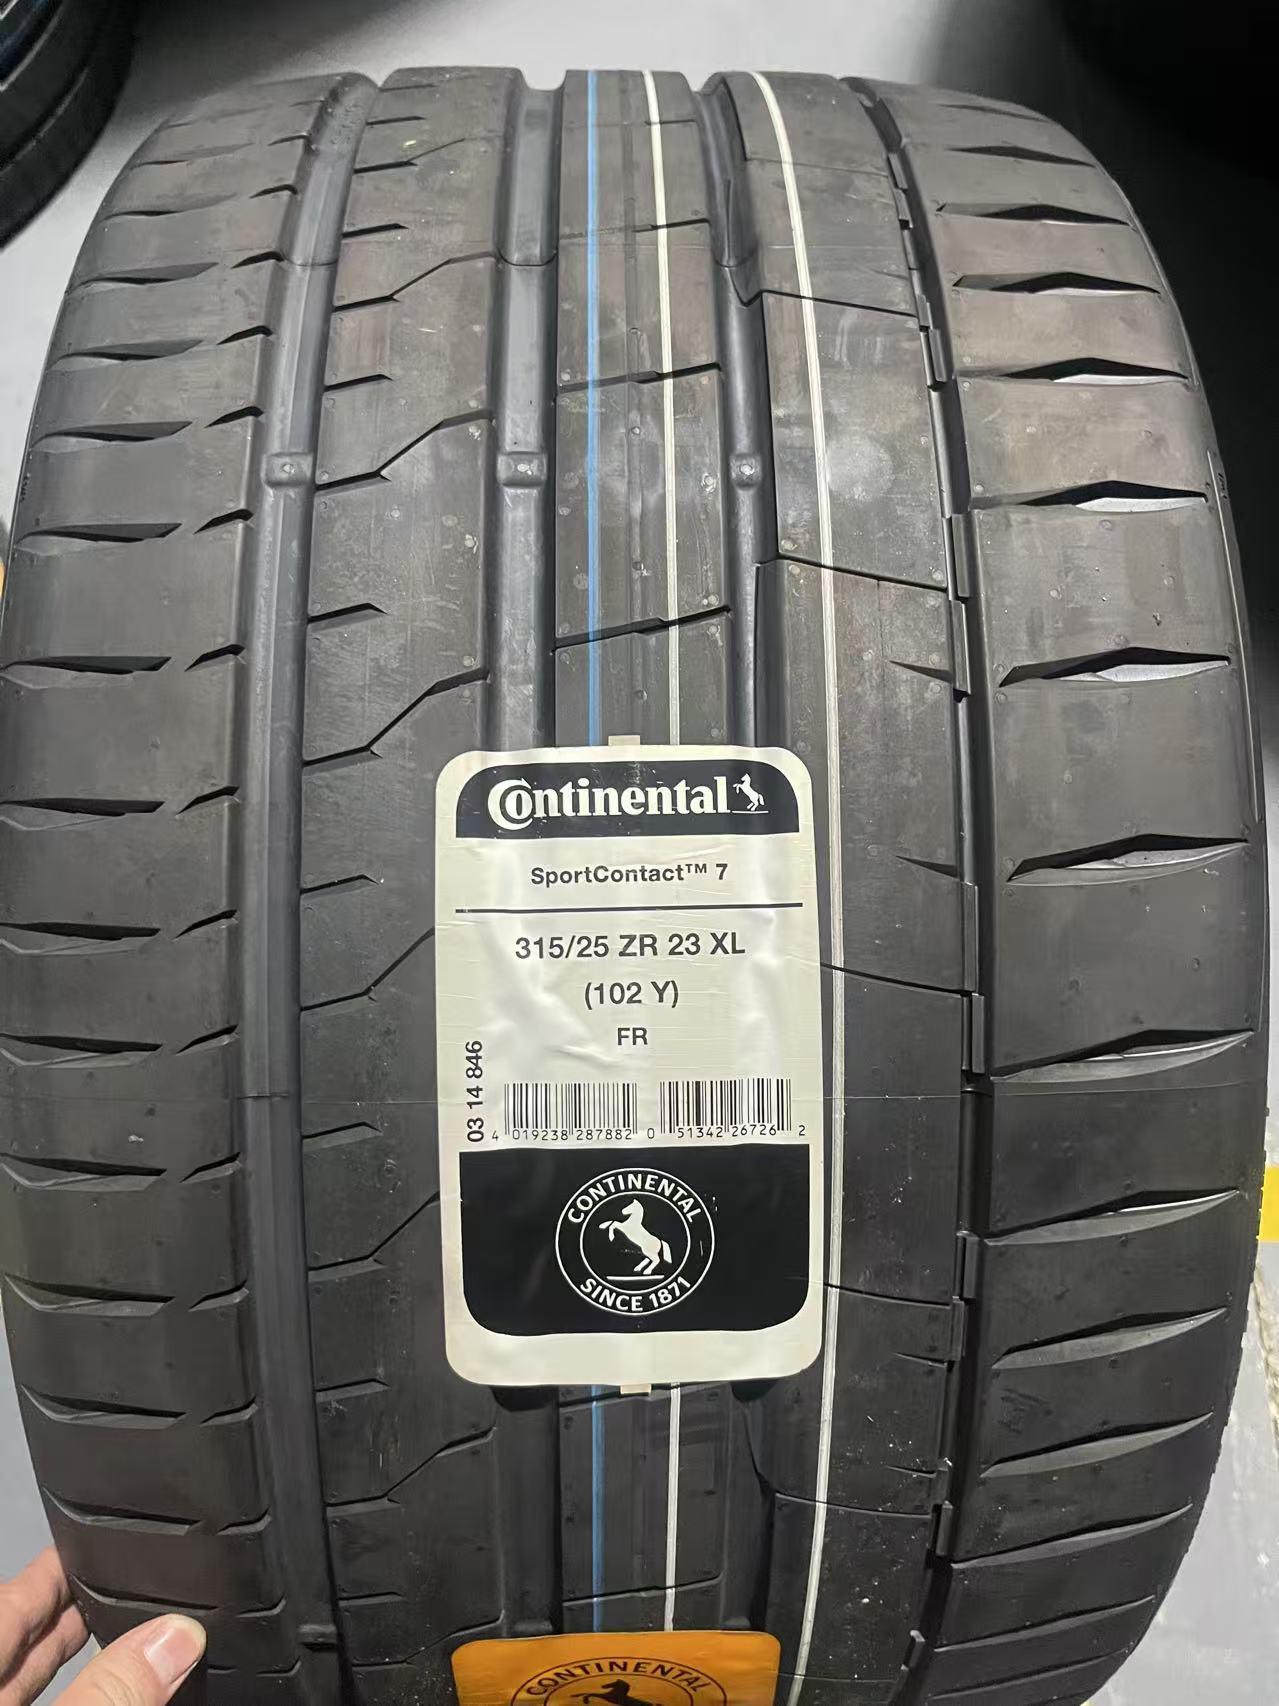 Continental
SportContact™ 7
315/25 ZR 23 XL
(102 Y)
FR
03 14 846
4 019238 287882 0 51342 26726 2
CONTINENTAL
SINCE 1871
CONTINENTAL